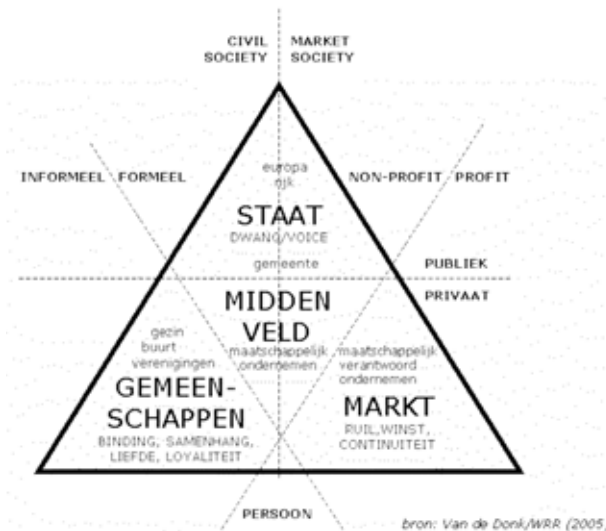 CIVIL MARKET
SOCIETY SOCIETY
europa
rijk
INFORMEEL FORMEEL
NON-PROFIT PROFIT
STAAT
DWANG/VOICE
gemeente
PUBLIEK
PRIVAAT
MIDDEN
VELD
maatschappelijk
ondernemen
gezin
buurt
verenigingen
GEMEEN-
SCHAPPEN
BINDING, SAMENHANG,
LIEFDE, LOYALITEIT
maatschappelijk
verantwoord
ondernemen
MARKT
RUIL,WINST,
CONTINUITEIT
PERSOON
bron: Van de Donk/WRR (2005)